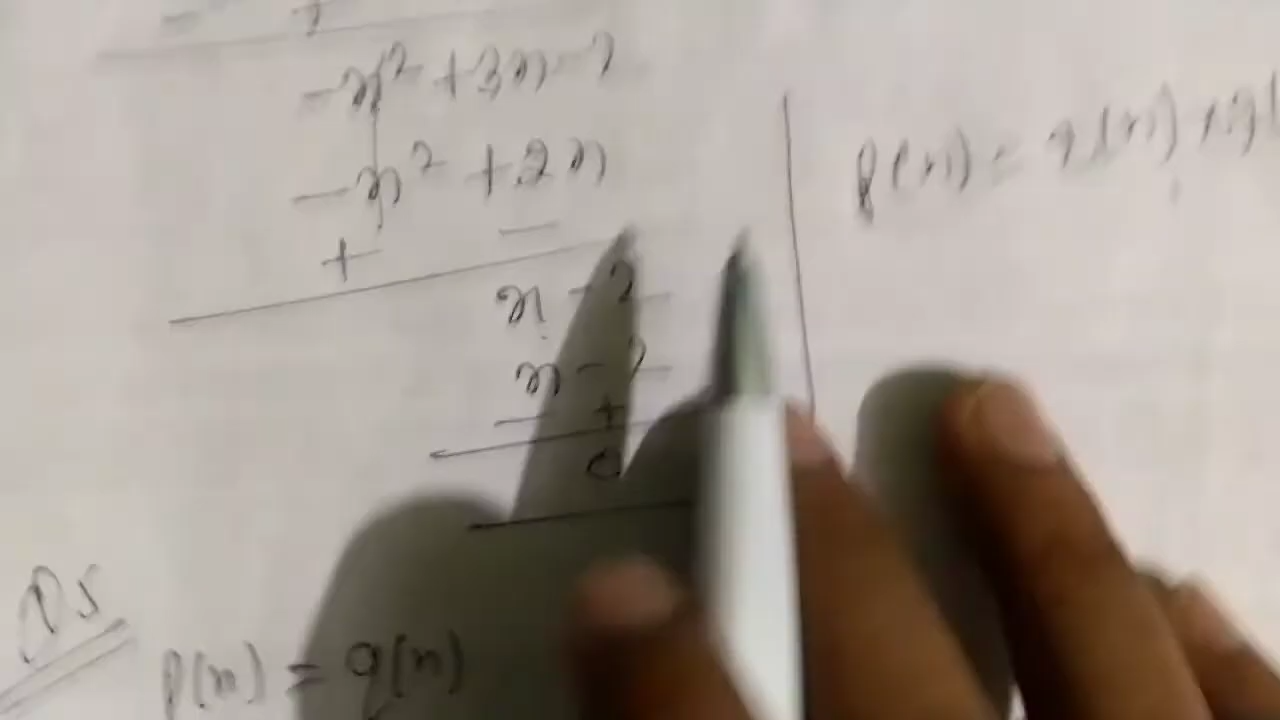 -x² + 3x - 2
-x² + 2x
+ -
x - 2
x - 2
- +
0
p(x) = q(x) × g(
Q5
p(x) = g(x)